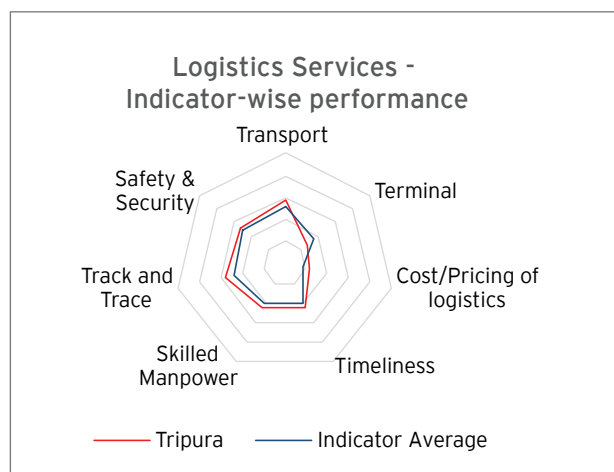 Logistics Services -
Indicator-wise performance
Transport
Safety &
Security
Terminal
Track and
Trace
Cost/Pricing of
logistics
Skilled
Manpower
Timeliness
Tripura
Indicator Average